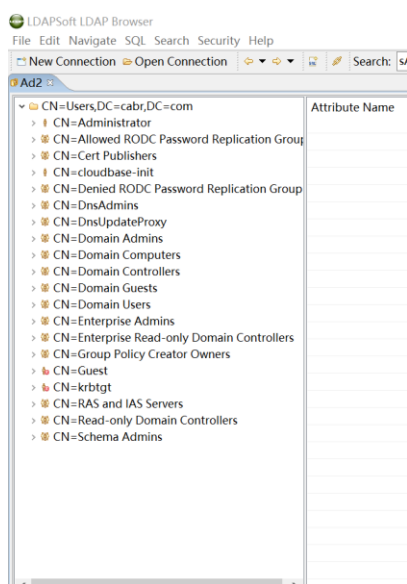 LDAPSoft LDAP Browser
File Edit Navigate SQL Search Security Help
New Connection Open Connection Search:
Ad2
CN=Users,DC=cabr,DC=com
Attribute Name
CN=Administrator
CN=Allowed RODC Password Replication Group
CN=Cert Publishers
CN=cloudbase-init
CN=Denied RODC Password Replication Group
CN=DnsAdmins
CN=DnsUpdateProxy
CN=Domain Admins
CN=Domain Computers
CN=Domain Controllers
CN=Domain Guests
CN=Domain Users
CN=Enterprise Admins
CN=Enterprise Read-only Domain Controllers
CN=Group Policy Creator Owners
CN=Guest
CN=krbtgt
CN=RAS and IAS Servers
CN=Read-only Domain Controllers
CN=Schema Admins